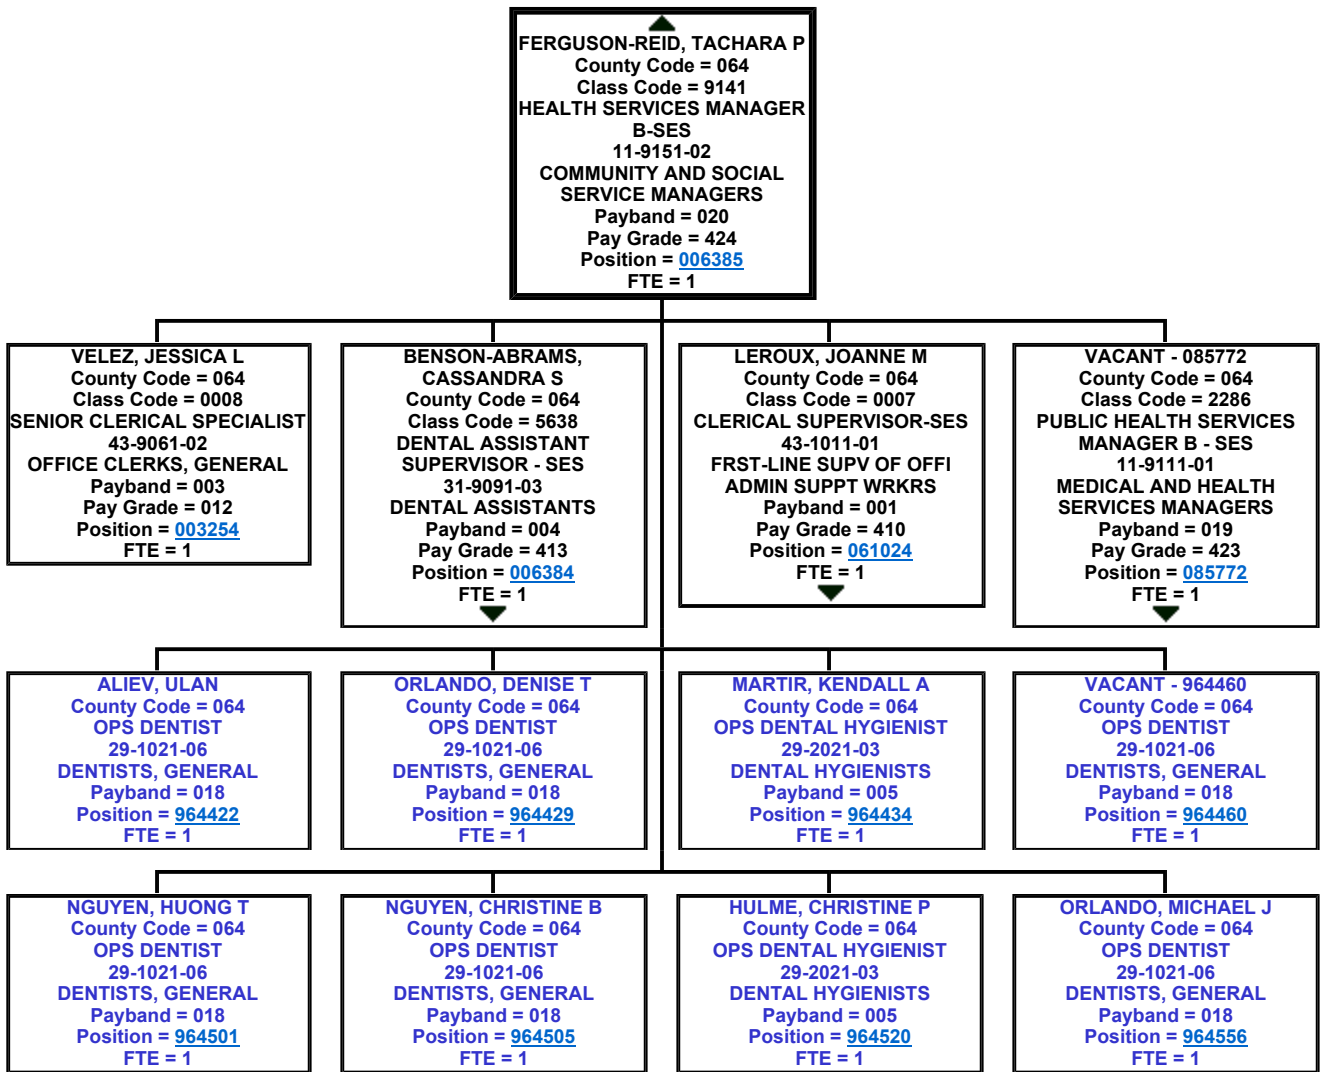 FERGUSON-REID, TACHARA P
County Code = 064
Class Code = 9141
HEALTH SERVICES MANAGER
B-SES
11-9151-02
COMMUNITY AND SOCIAL
SERVICE MANAGERS
Payband = 020
Pay Grade = 424
Position = 006385
FTE = 1
VELEZ, JESSICA L
County Code = 064
Class Code = 0008
SENIOR CLERICAL SPECIALIST
43-9061-02
OFFICE CLERKS, GENERAL
Payband = 003
Pay Grade = 012
Position = 003254
FTE = 1
BENSON-ABRAMS,
CASSANDRA S
County Code = 064
Class Code = 5638
DENTAL ASSISTANT
SUPERVISOR - SES
31-9091-03
DENTAL ASSISTANTS
Payband = 004
Pay Grade = 413
Position = 006384
FTE = 1
LEROUX, JOANNE M
County Code = 064
Class Code = 0007
CLERICAL SUPERVISOR-SES
43-1011-01
FRST-LINE SUPV OF OFFI
ADMIN SUPPT WRKRS
Payband = 001
Pay Grade = 410
Position = 061024
FTE = 1
VACANT - 085772
County Code = 064
Class Code = 2286
PUBLIC HEALTH SERVICES
MANAGER B - SES
11-9111-01
MEDICAL AND HEALTH
SERVICES MANAGERS
Payband = 019
Pay Grade = 423
Position = 085772
FTE = 1
ALIEV, ULAN
County Code = 064
OPS DENTIST
29-1021-06
DENTISTS, GENERAL
Payband = 018
Position = 964422
FTE = 1
ORLANDO, DENISE T
County Code = 064
OPS DENTIST
29-1021-06
DENTISTS, GENERAL
Payband = 018
Position = 964429
FTE = 1
MARTIR, KENDALL A
County Code = 064
OPS DENTAL HYGIENIST
29-2021-03
DENTAL HYGIENISTS
Payband = 005
Position = 964434
FTE = 1
VACANT - 964460
County Code = 064
OPS DENTIST
29-1021-06
DENTISTS, GENERAL
Payband = 018
Position = 964460
FTE = 1
NGUYEN, HUONG T
County Code = 064
OPS DENTIST
29-1021-06
DENTISTS, GENERAL
Payband = 018
Position = 964501
FTE = 1
NGUYEN, CHRISTINE B
County Code = 064
OPS DENTIST
29-1021-06
DENTISTS, GENERAL
Payband = 018
Position = 964505
FTE = 1
HULME, CHRISTINE P
County Code = 064
OPS DENTAL HYGIENIST
29-2021-03
DENTAL HYGIENISTS
Payband = 005
Position = 964520
FTE = 1
ORLANDO, MICHAEL J
County Code = 064
OPS DENTIST
29-1021-06
DENTISTS, GENERAL
Payband = 018
Position = 964556
FTE = 1